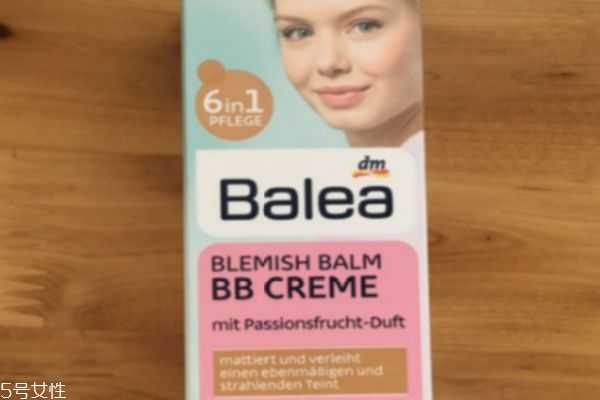 6in1
PFLEGE
dm
Balea
BLEMISH BALM
BB CREME
mit Passionsfrucht-Duft
mattiert und verleiht
einen ebenmäßigen und
strahlenden Teint
5号女性